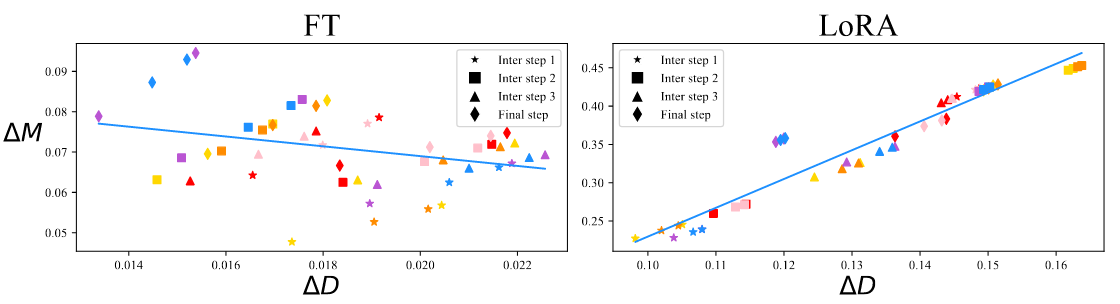 FT
ΔM
0.09
0.08
0.07
0.06
0.05
Inter step 1
Inter step 2
Inter step 3
Final step
0.014
0.016
0.018
0.020
0.022
ΔD
LoRA
0.45
0.40
0.35
0.30
0.25
Inter step 1
Inter step 2
Inter step 3
Final step
0.10
0.11
0.12
0.13
0.14
0.15
0.16
ΔD